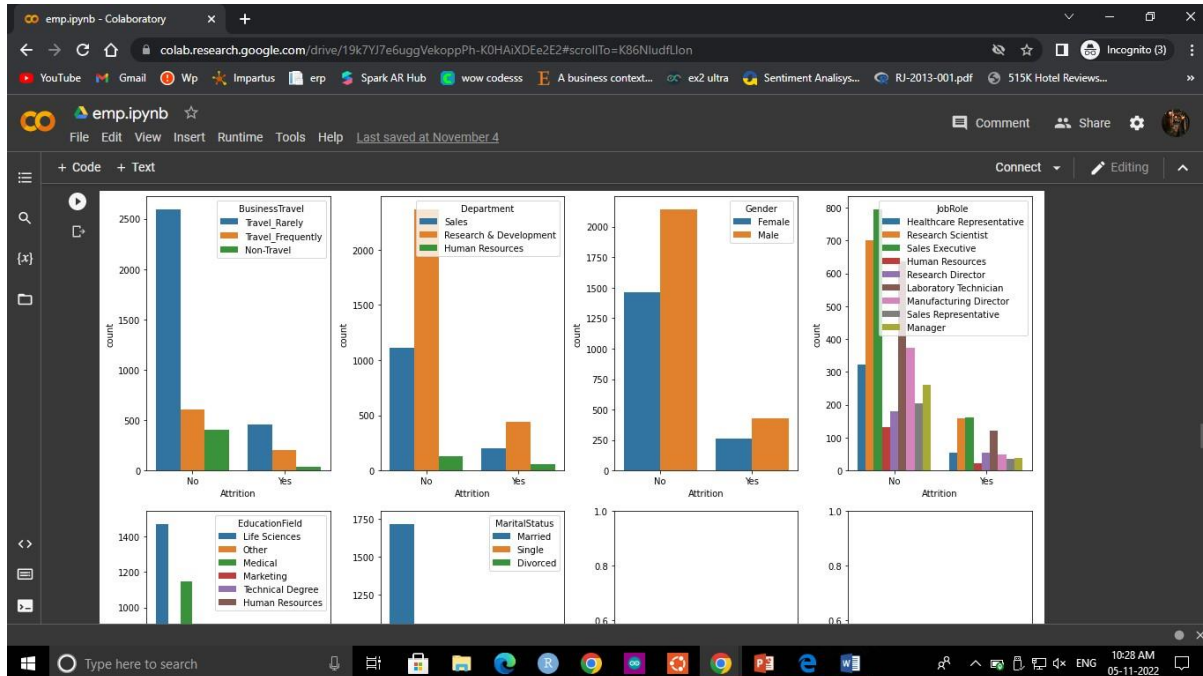 emp.ipynb - Colaboratory
colab.research.google.com/drive/19k7YJ7e6uggVekoppPh-K0HAiXDEe2E2#scrollTo=K86NIudfLlon
Incognito (3)
YouTube Gmail Wp Impartus erp Spark AR Hub wow codesss A business context... ex2 ultra Sentiment Analisys... RJ-2013-001.pdf 515K Hotel Reviews... »
CO emp.ipynb
Comment Share
File Edit View Insert Runtime Tools Help Last saved at November 4
+ Code + Text
Connect Editing
{x}
BusinessTravel
Travel_Rarely
Travel_Frequently
Non-Travel
2500
2000
1500
1000
500
0
count
No Yes
Attrition
Department
Sales
Research & Development
Human Resources
2000
1500
1000
500
0
count
No Yes
Attrition
Gender
Female
Male
2000
1750
1500
1250
1000
750
500
250
0
count
No Yes
Attrition
JobRole
Healthcare Representative
Research Scientist
Sales Executive
Human Resources
Research Director
Laboratory Technician
Manufacturing Director
Sales Representative
Manager
800
700
600
500
400
300
200
100
0
count
No Yes
Attrition
EducationField
Life Sciences
Other
Medical
Marketing
Technical Degree
Human Resources
1400
1200
1000
MaritalStatus
Married
Single
Divorced
1750
1500
1250
1.0
0.8
0.6
1.0
0.8
0.6
Type here to search
ENG
10:28 AM
05-11-2022